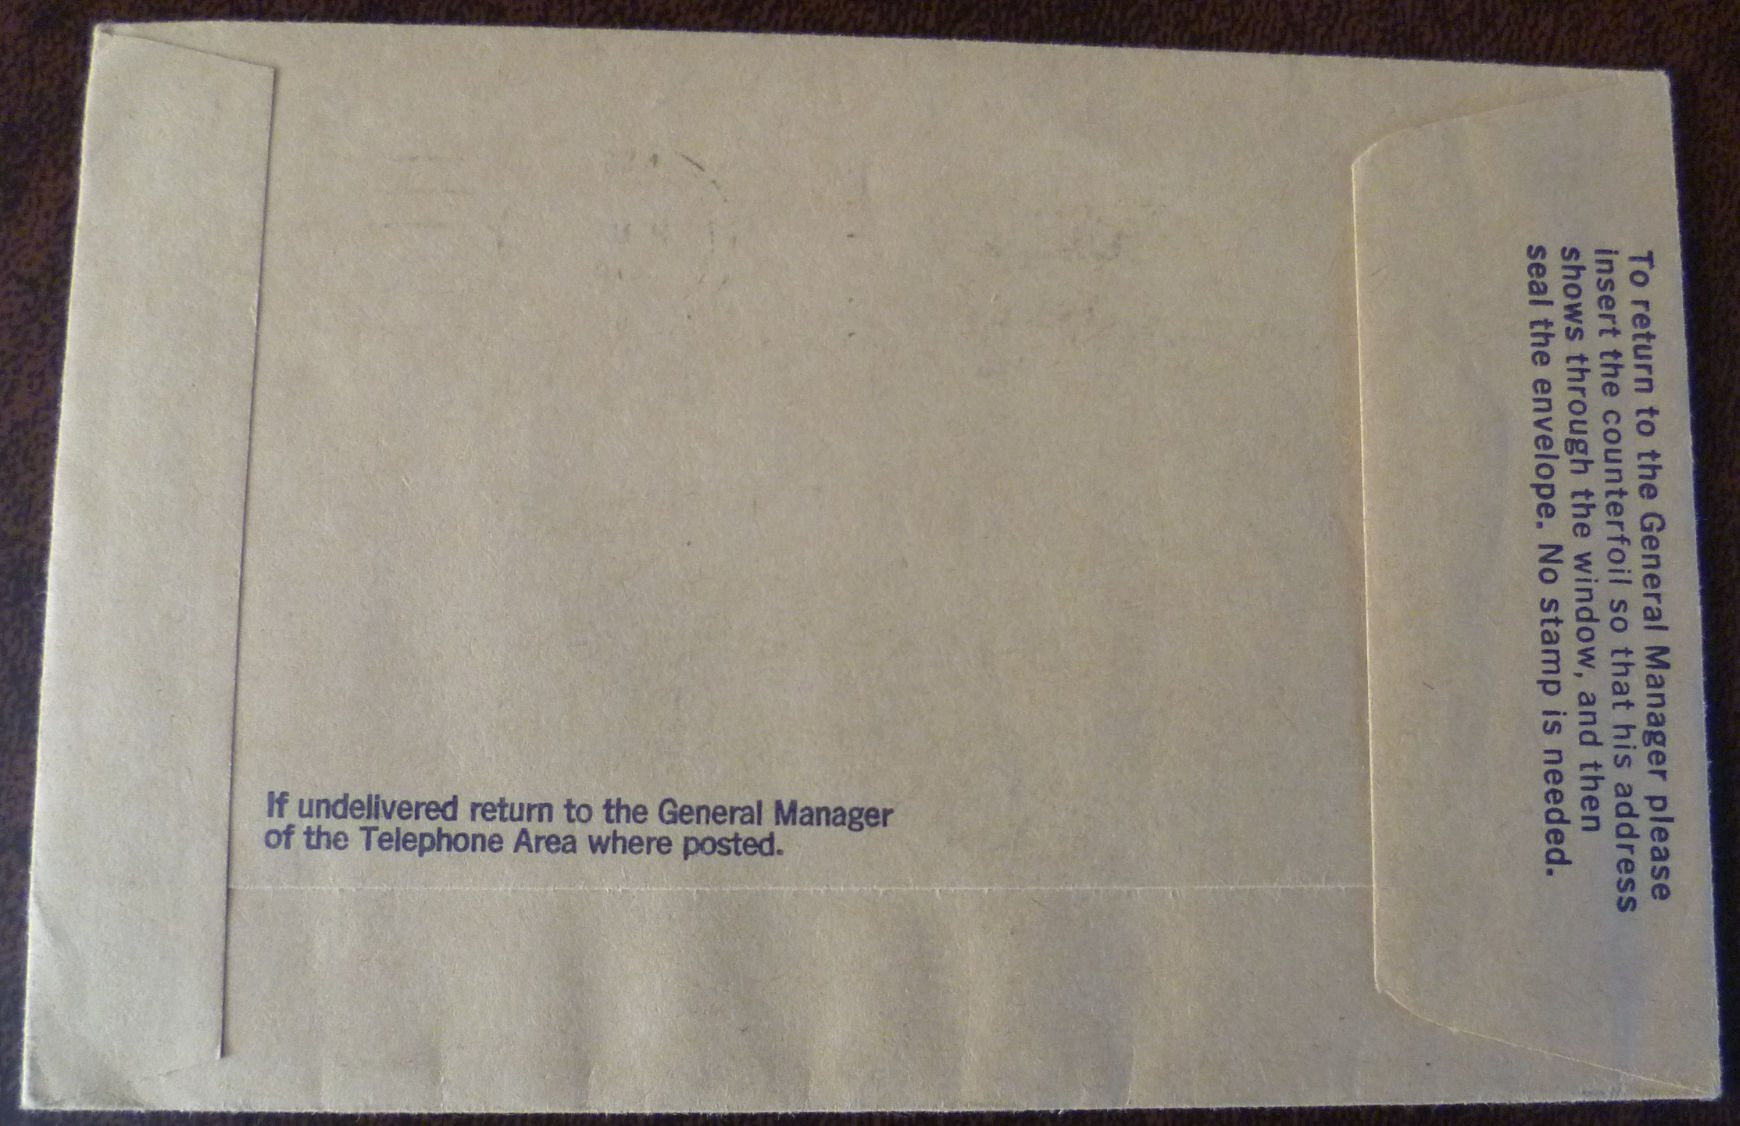 If undelivered return to the General Manager
of the Telephone Area where posted.
To return to the General Manager please
insert the counterfoil so that his address
shows through the window, and then
seal the envelope. No stamp is needed.